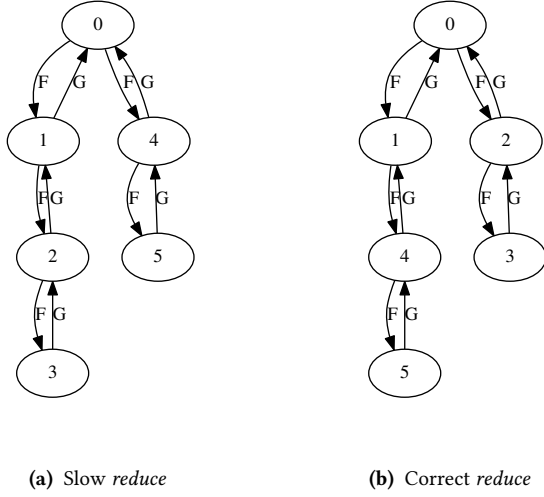 0 0
F G F G F G F G
1 4 1 2
F G F G F G F G
2 5 4 3
F G F G
3 5
(a) Slow reduce (b) Correct reduce